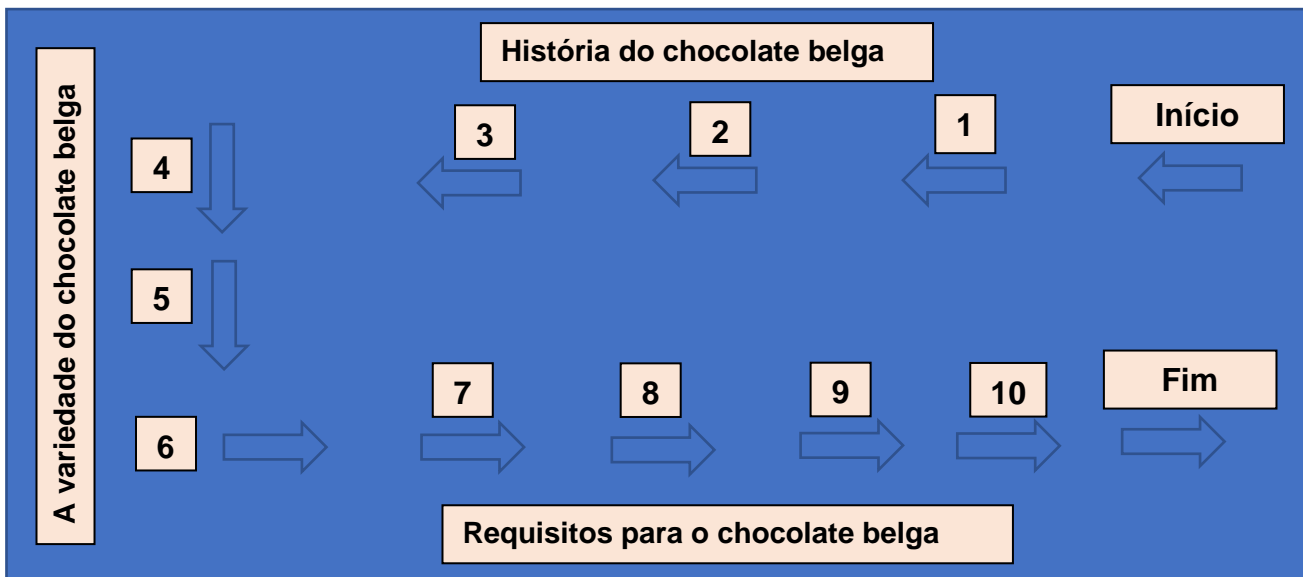 História do chocolate belga
A variedade do chocolate belga
Início
1
2
3
4
5
6
7
8
9
10
Fim
Requisitos para o chocolate belga